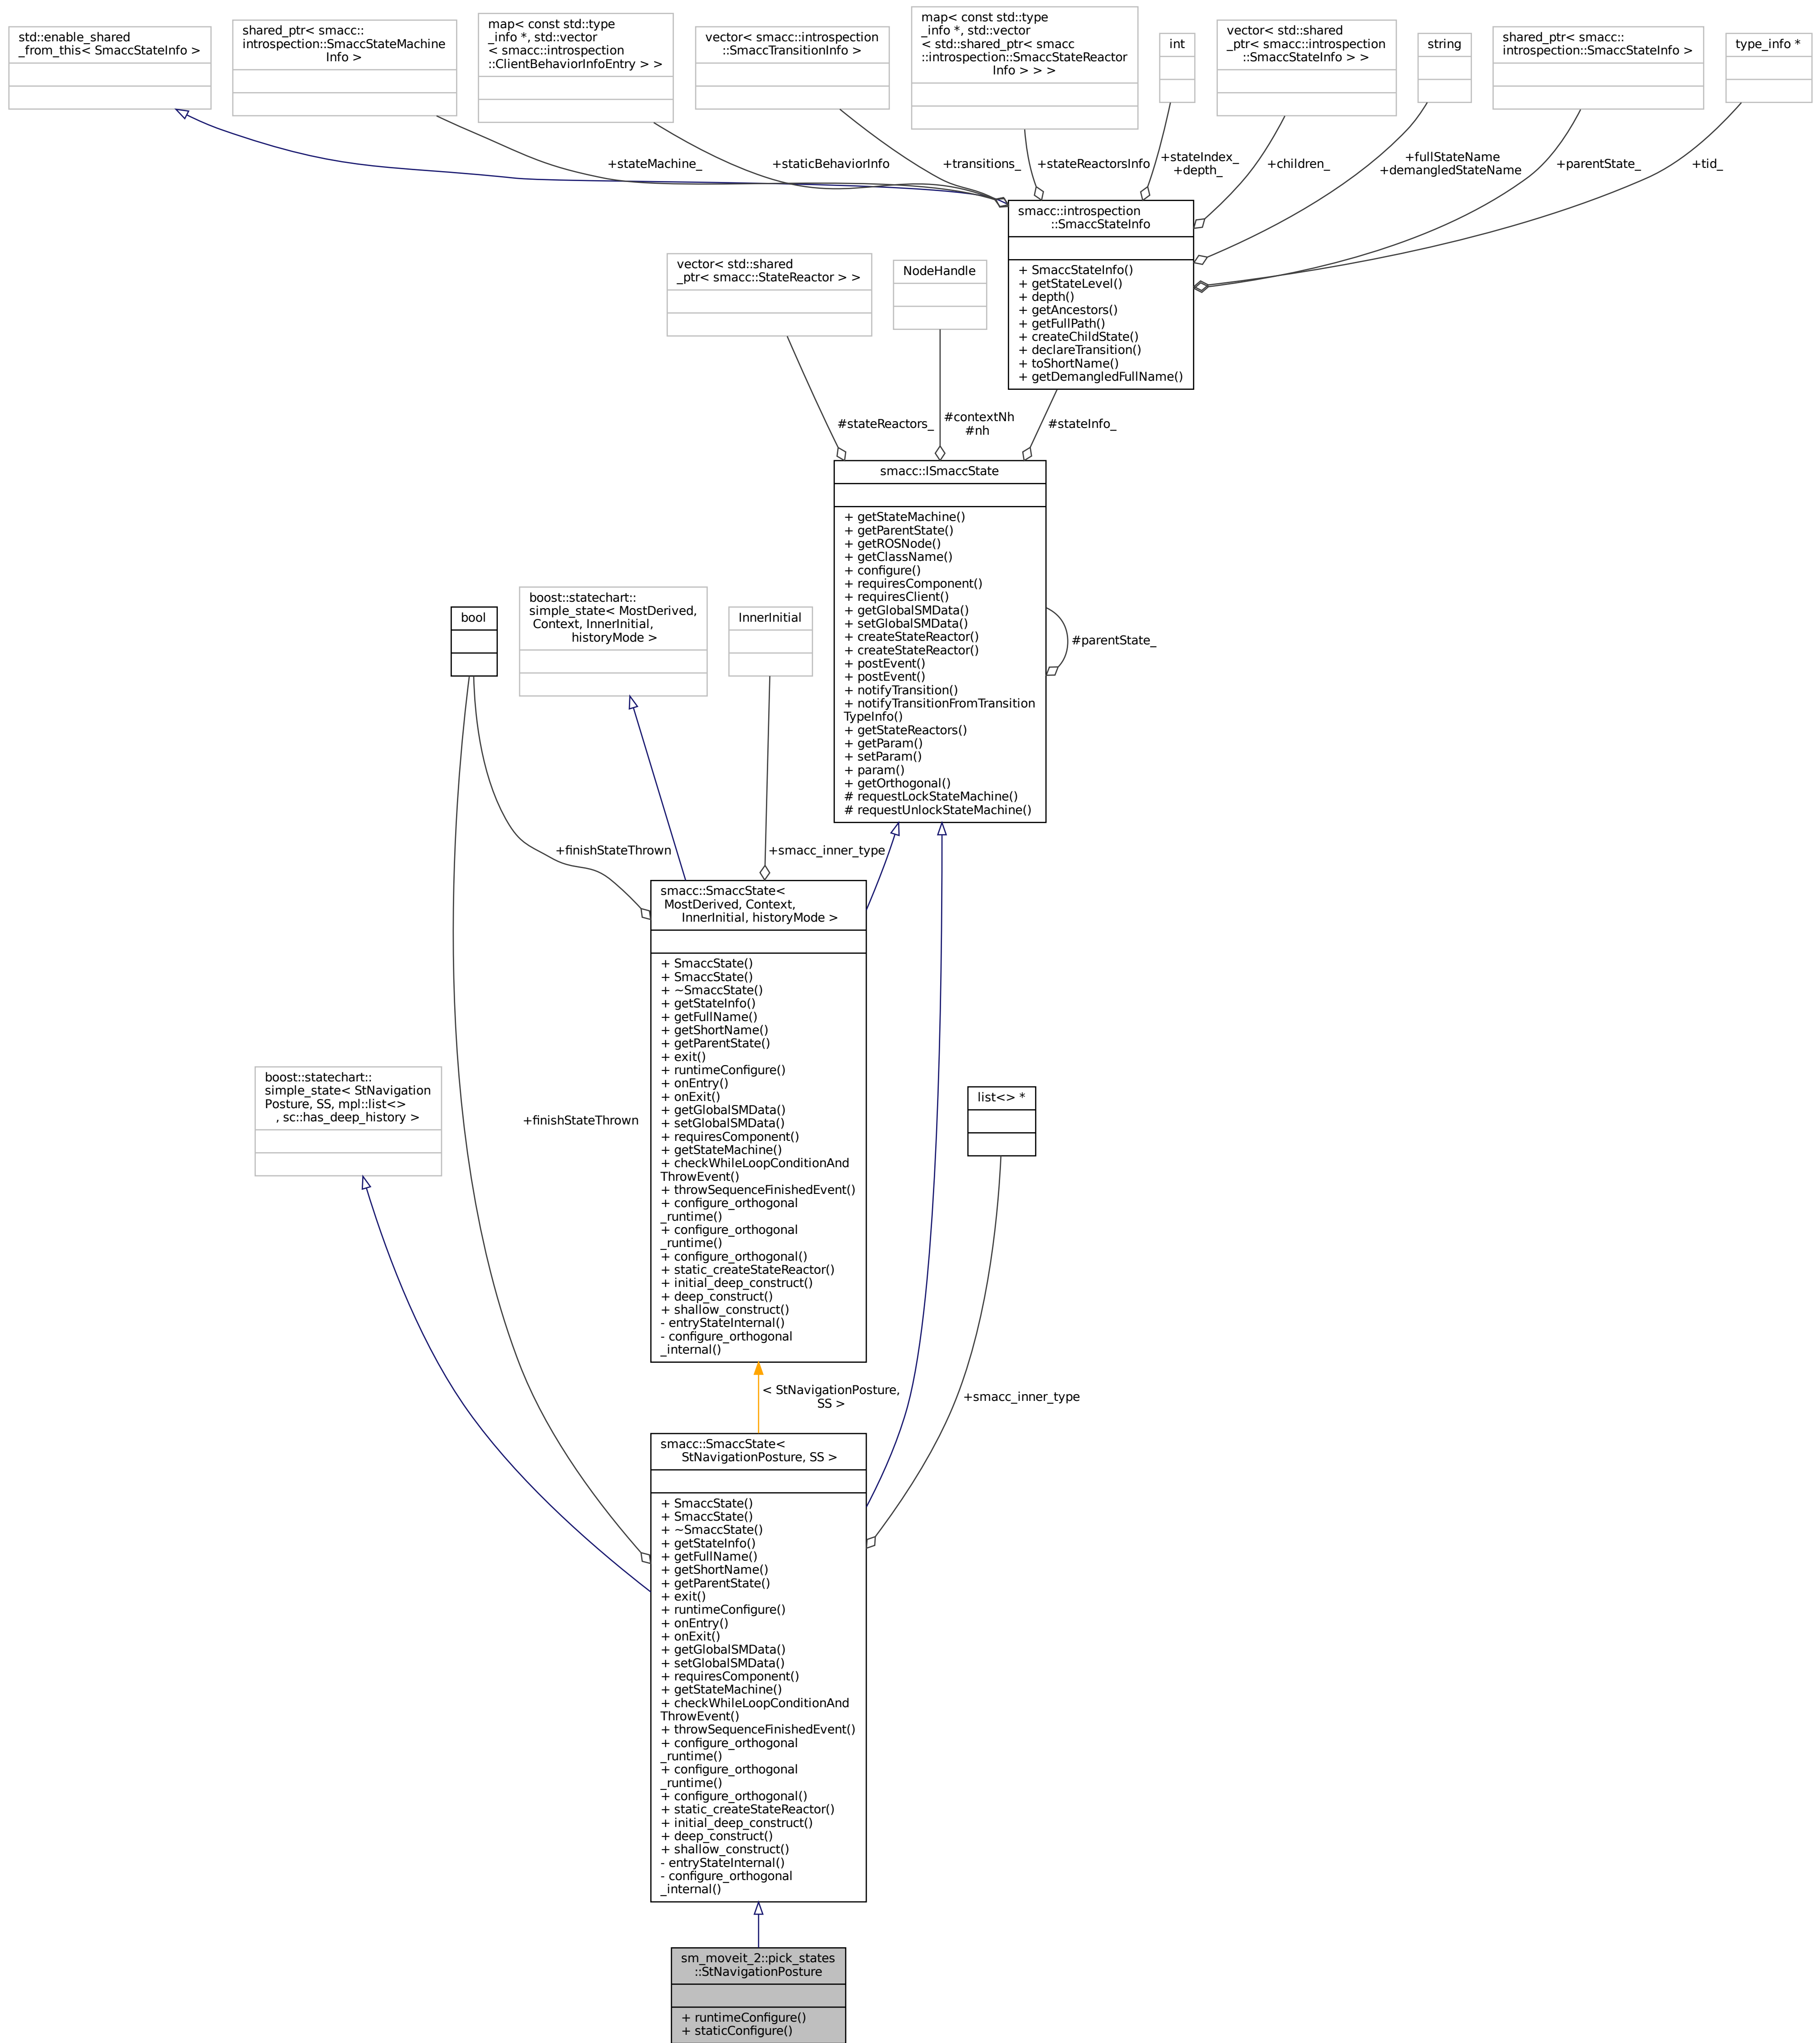 std::enable_shared
_from_this< SmaccStateInfo >
shared_ptr< smacc::
introspection::SmaccStateMachine
Info >
map< const std::type
_info *, std::vector
< smacc::introspection
::ClientBehaviorInfoEntry > >
vector< smacc::introspection
::SmaccTransitionInfo >
map< const std::type
_info *, std::vector
< std::shared_ptr< smacc
::introspection::SmaccStateReactor
Info > > >
int
vector< std::shared
_ptr< smacc::introspection
::SmaccStateInfo > >
string
shared_ptr< smacc::
introspection::SmaccStateInfo >
type_info *
+stateMachine_
+staticBehaviorInfo
+transitions_
+stateReactorsInfo
+stateIndex_
+depth_
+children_
+fullStateName
+demangledStateName
+parentState_
+tid_
smacc::introspection
::SmaccStateInfo
+ SmaccStateInfo()
+ getStateLevel()
+ depth()
+ getAncestors()
+ getFullPath()
+ createChildState()
+ declareTransition()
+ toShortName()
+ getDemangledFullName()
vector< std::shared
_ptr< smacc::StateReactor > >
NodeHandle
#stateReactors_
#contextNh
#nh
#stateInfo_
smacc::ISmaccState
+ getStateMachine()
+ getParentState()
+ getROSNode()
+ getClassName()
+ configure()
+ requiresComponent()
+ requiresClient()
+ getGlobalSMData()
+ setGlobalSMData()
+ createStateReactor()
+ createStateReactor()
+ postEvent()
+ postEvent()
+ notifyTransition()
+ notifyTransitionFromTransition
TypeInfo()
+ getStateReactors()
+ getParam()
+ setParam()
+ param()
+ getOrthogonal()
# requestLockStateMachine()
# requestUnlockStateMachine()
#parentState_
bool
boost::statechart::
simple_state< MostDerived,
Context, InnerInitial,
historyMode >
InnerInitial
+finishStateThrown
+smacc_inner_type
smacc::SmaccState<
MostDerived, Context,
InnerInitial, historyMode >
+ SmaccState()
+ SmaccState()
+ ~SmaccState()
+ getStateInfo()
+ getFullName()
+ getShortName()
+ getParentState()
+ exit()
+ runtimeConfigure()
+ onEntry()
+ onExit()
+ getGlobalSMData()
+ setGlobalSMData()
+ requiresComponent()
+ getStateMachine()
+ checkWhileLoopConditionAnd
ThrowEvent()
+ throwSequenceFinishedEvent()
+ configure_orthogonal
_runtime()
+ configure_orthogonal
_runtime()
+ configure_orthogonal()
+ static_createStateReactor()
+ initial_deep_construct()
+ deep_construct()
+ shallow_construct()
- entryStateInternal()
- configure_orthogonal
_internal()
boost::statechart::
simple_state< StNavigation
Posture, SS, mpl::list<>
, sc::has_deep_history >
+finishStateThrown
list<> *
< StNavigationPosture,
SS >
+smacc_inner_type
smacc::SmaccState<
StNavigationPosture, SS >
+ SmaccState()
+ SmaccState()
+ ~SmaccState()
+ getStateInfo()
+ getFullName()
+ getShortName()
+ getParentState()
+ exit()
+ runtimeConfigure()
+ onEntry()
+ onExit()
+ getGlobalSMData()
+ setGlobalSMData()
+ requiresComponent()
+ getStateMachine()
+ checkWhileLoopConditionAnd
ThrowEvent()
+ throwSequenceFinishedEvent()
+ configure_orthogonal
_runtime()
+ configure_orthogonal
_runtime()
+ configure_orthogonal()
+ static_createStateReactor()
+ initial_deep_construct()
+ deep_construct()
+ shallow_construct()
- entryStateInternal()
- configure_orthogonal
_internal()
sm_moveit_2::pick_states
::StNavigationPosture
+ runtimeConfigure()
+ staticConfigure()